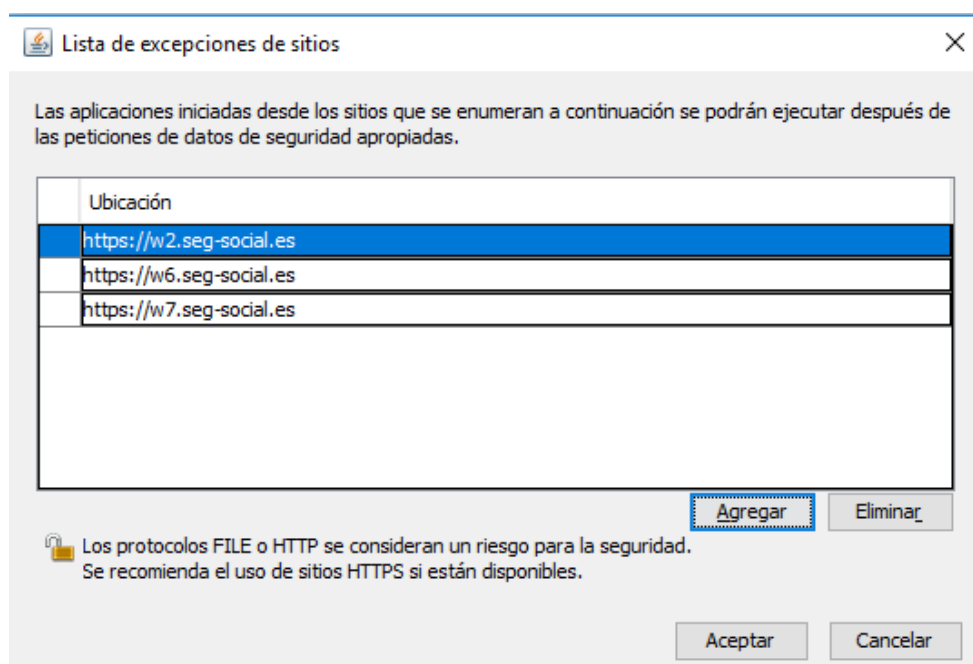 Lista de excepciones de sitios
Las aplicaciones iniciadas desde los sitios que se enumeran a continuación se podrán ejecutar después de
las peticiones de datos de seguridad apropiadas.
Ubicación
https://w2.seg-social.es
https://w6.seg-social.es
https://w7.seg-social.es
Agregar Eliminar
Los protocolos FILE o HTTP se consideran un riesgo para la seguridad.
Se recomienda el uso de sitios HTTPS si están disponibles.
Aceptar Cancelar